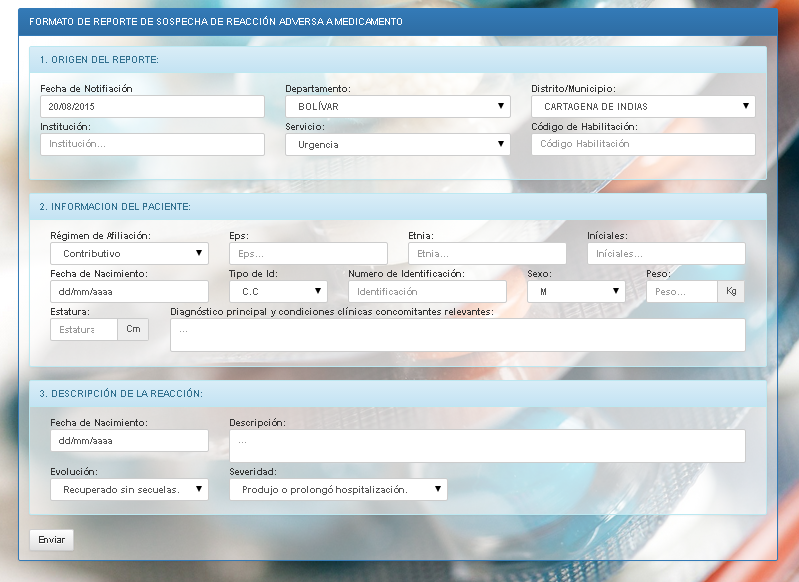 FORMATO DE REPORTE DE SOSPECHA DE REACCIÓN ADVERSA A MEDICAMENTO
1. ORIGEN DEL REPORTE:
Fecha de Notifiación Departamento: Distrito/Municipio:
20/08/2015 BOLÍVAR CARTAGENA DE INDIAS
Institución: Servicio: Código de Habilitación:
Institución... Urgencia Código Habilitación
2. INFORMACION DEL PACIENTE:
Régimen de Afiliación: Eps: Etnia: Iníciales:
Contributivo Eps... Etnia... Iníciales...
Fecha de Nacimiento: Tipo de Id: Numero de Identificación: Sexo: Peso:
dd/mm/aaaa C.C Identificación M Peso... Kg
Estatura: Diagnóstico principal y condiciones clínicas concomitantes relevantes:
Estatura Cm ...
3. DESCRIPCIÓN DE LA REACCIÓN:
Fecha de Nacimiento: Descripción:
dd/mm/aaaa ...
Evolución: Severidad:
Recuperado sin secuelas. Produjo o prolongó hospitalización.
Enviar